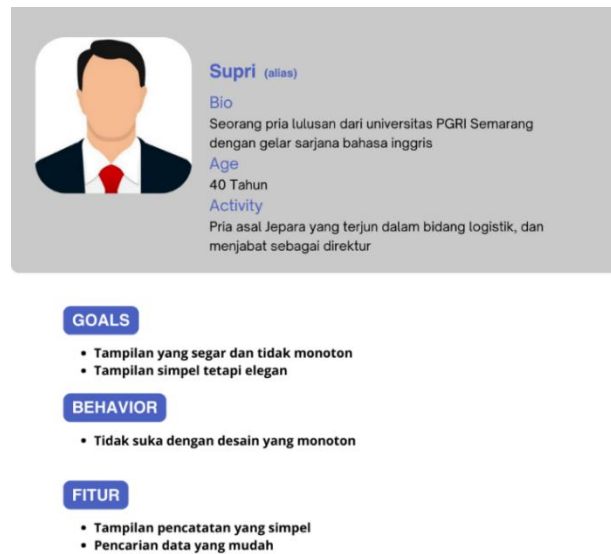 Supri (alias)
Bio
Seorang pria lulusan dari universitas PGRI Semarang
dengan gelar sarjana bahasa inggris
Age
40 Tahun
Activity
Pria asal Jepara yang terjun dalam bidang logistik, dan
menjabat sebagai direktur
GOALS
• Tampilan yang segar dan tidak monoton
• Tampilan simpel tetapi elegan
BEHAVIOR
• Tidak suka dengan desain yang monoton
FITUR
• Tampilan pencatatan yang simpel
• Pencarian data yang mudah